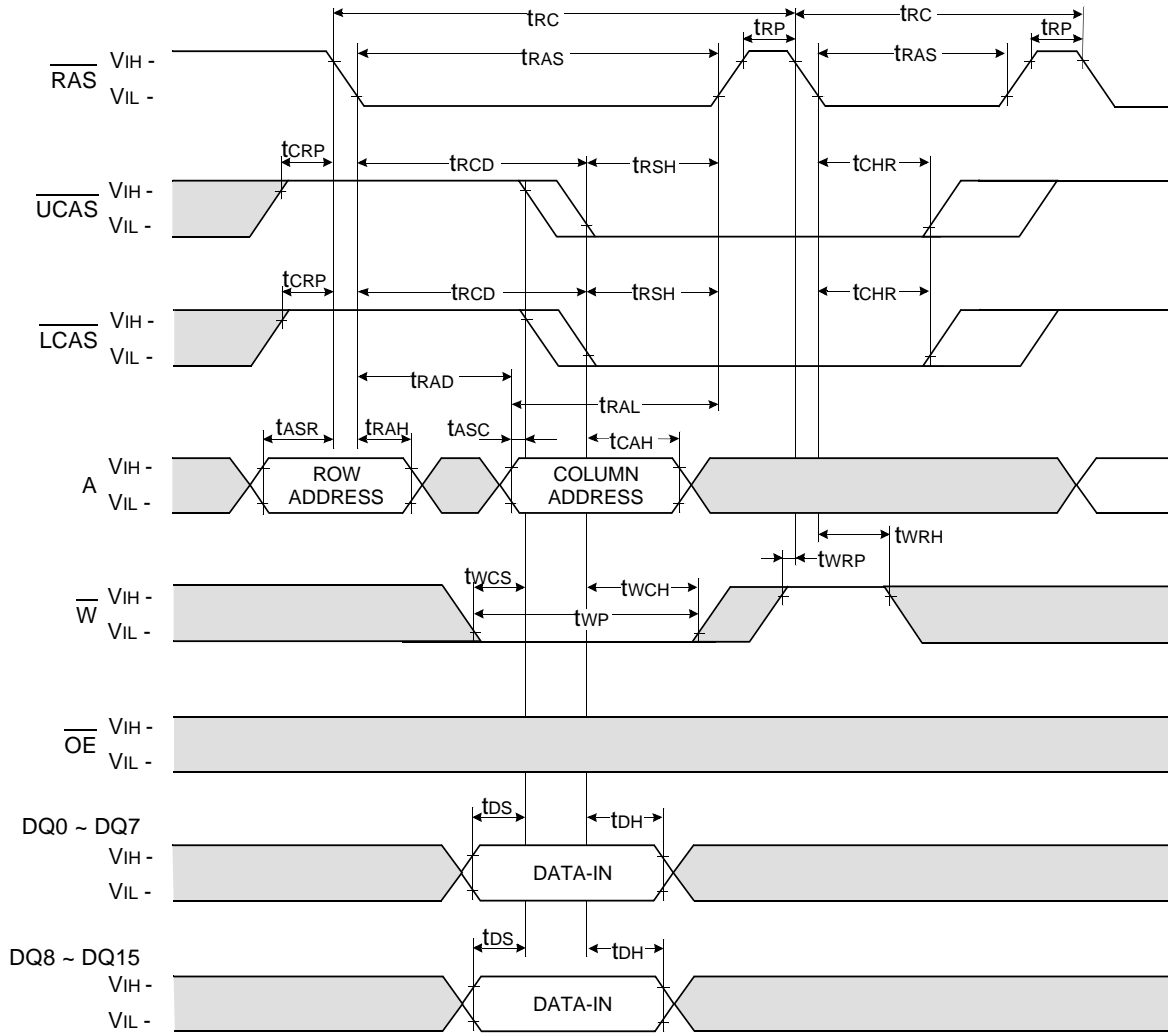 tRC tRC
tRP tRP
tRAS tRAS
RAS VIH -
VIL -
tCRP tRCD tRSH tCHR
UCAS VIH -
VIL -
tCRP tRCD tRSH tCHR
LCAS VIH -
VIL -
tRAD
tRAL
tASR tRAH tASC tCAH
A VIH -
VIL -
ROW ADDRESS
COLUMN ADDRESS
tWRH
tWRP
tWCS tWCH
tWP
W VIH -
VIL -
OE VIH -
VIL -
tDS tDH
DQ0 ~ DQ7
VIH -
VIL -
DATA-IN
tDS tDH
DQ8 ~ DQ15
VIH -
VIL -
DATA-IN